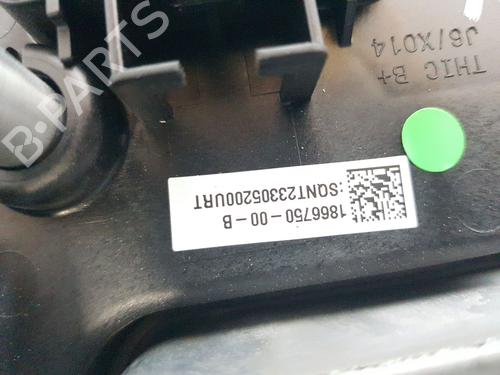 1866750-00-B
:SQNT23305200URT
THIC B+
J6/X014
B-PARTS